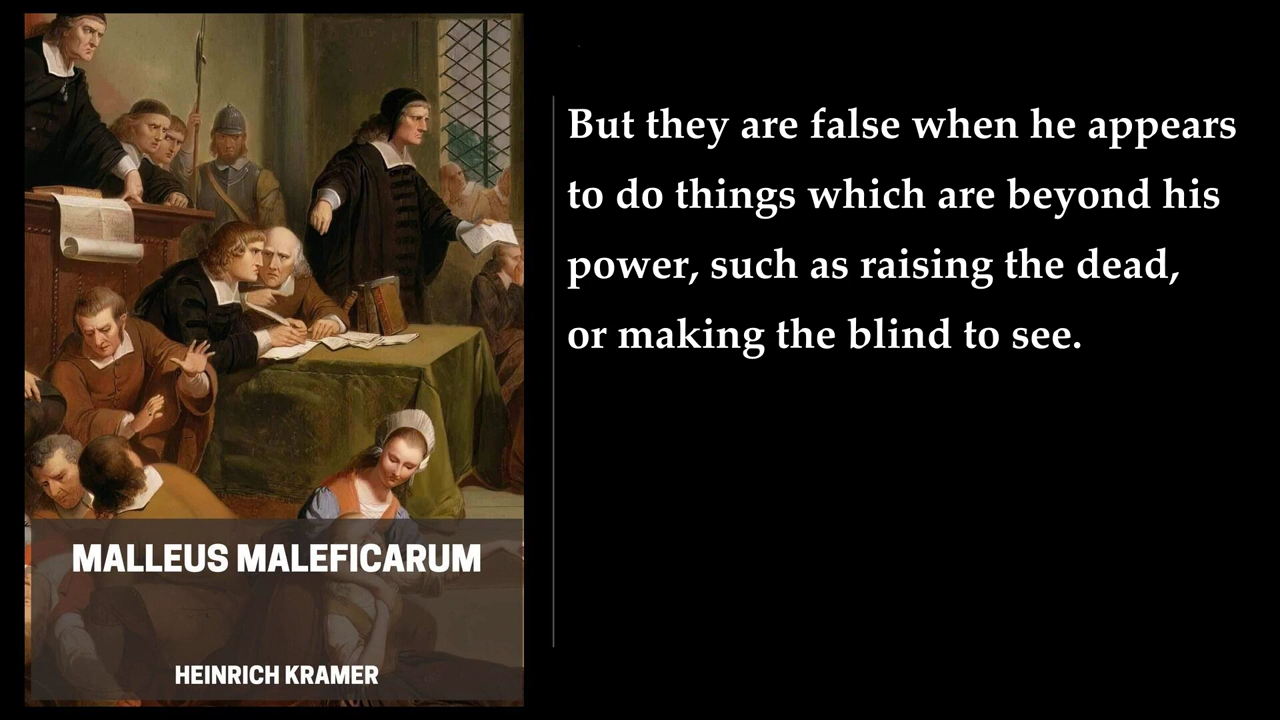 MALLEUS MALEFICARUM
HEINRICH KRAMER
But they are false when he appears
to do things which are beyond his
power, such as raising the dead,
or making the blind to see.